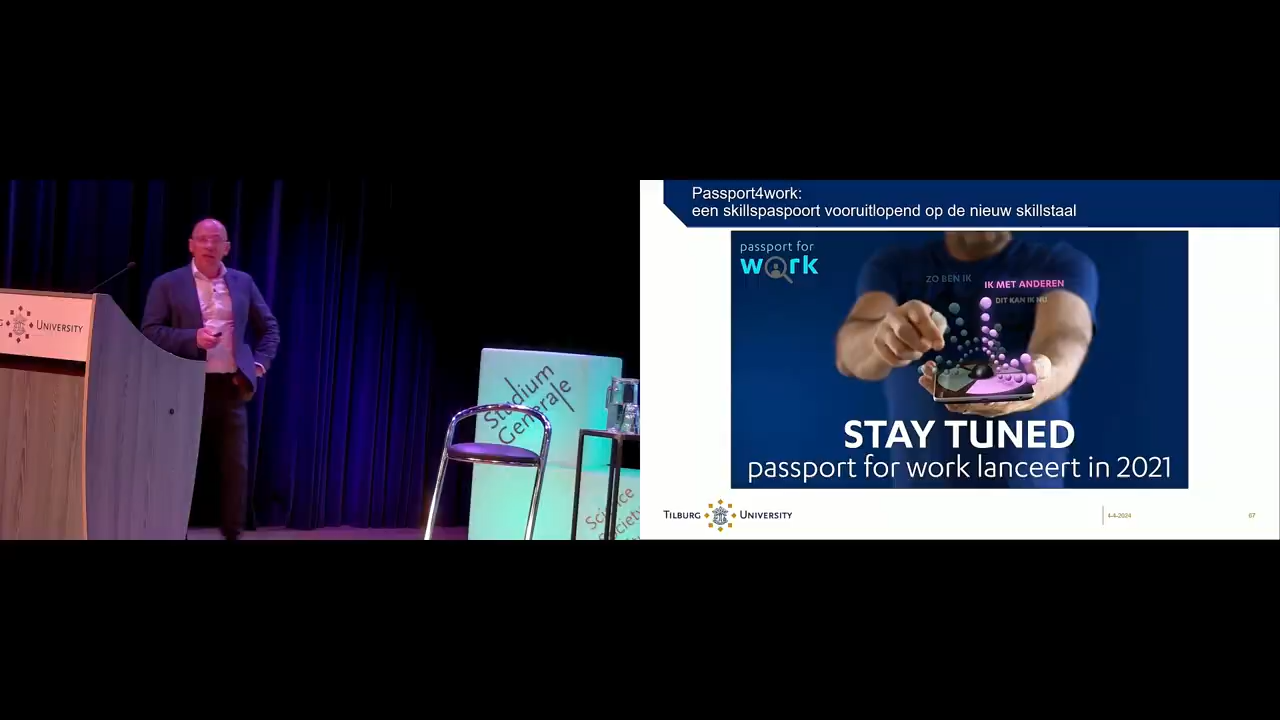 UNIVERSITY
Studium
Generale
Science
Society
Passport4work:
een skillspaspoort vooruitlopend op de nieuw skillstaal
passport for
work
ZO BEN IK
IK MET ANDEREN
DIT KAN IK NU
STAY TUNED
passport for work lanceert in 2021
TILBURG UNIVERSITY
4-4-2024
67